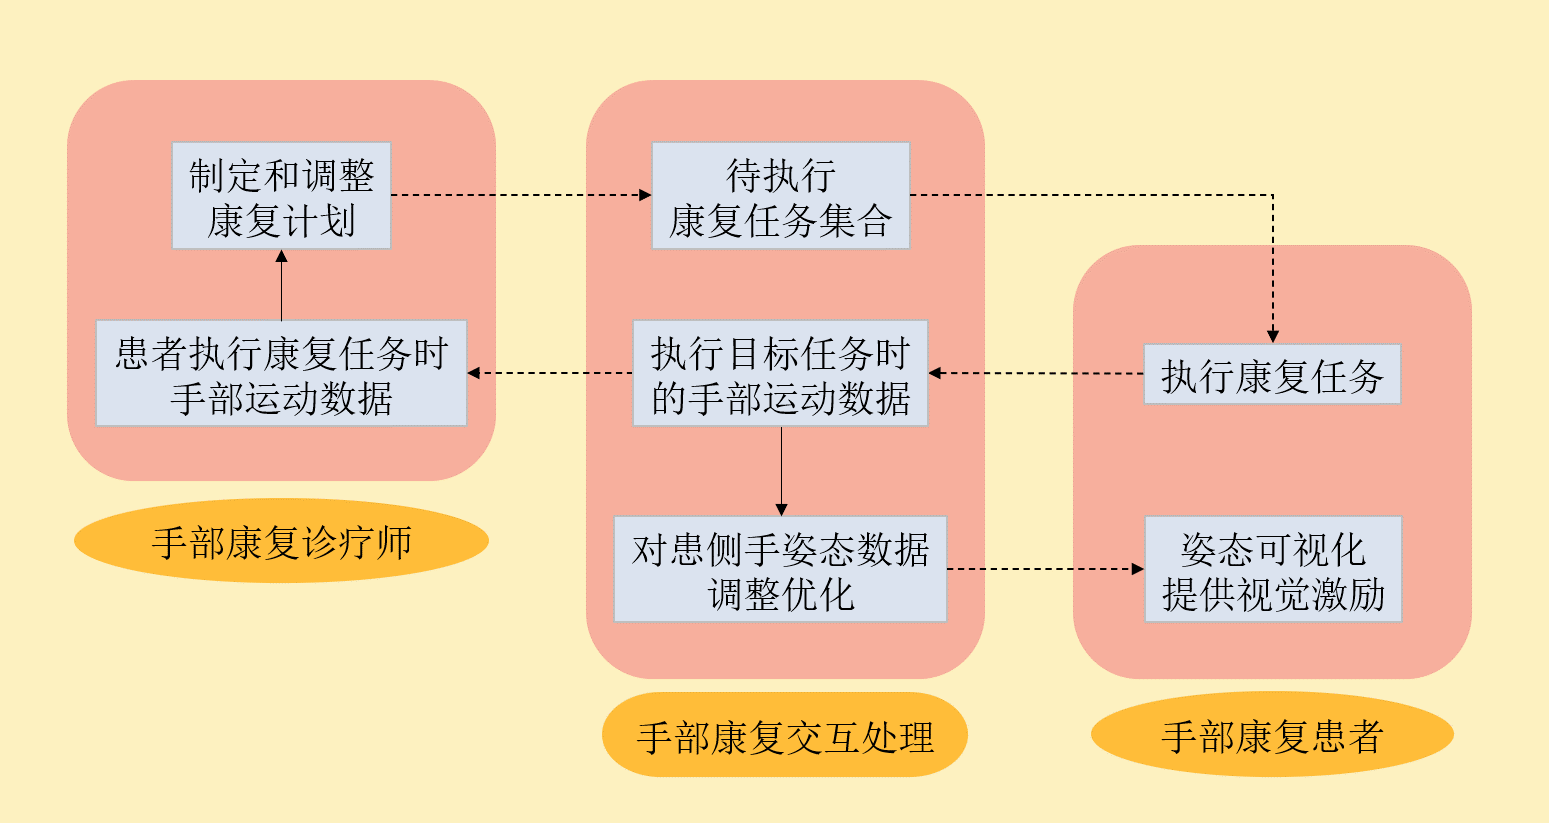 制定和调整
康复计划
患者执行康复任务时
手部运动数据
手部康复诊疗师
待执行
康复任务集合
执行目标任务时
的手部运动数据
对患侧手姿态数据
调整优化
手部康复交互处理
执行康复任务
姿态可视化
提供视觉激励
手部康复患者